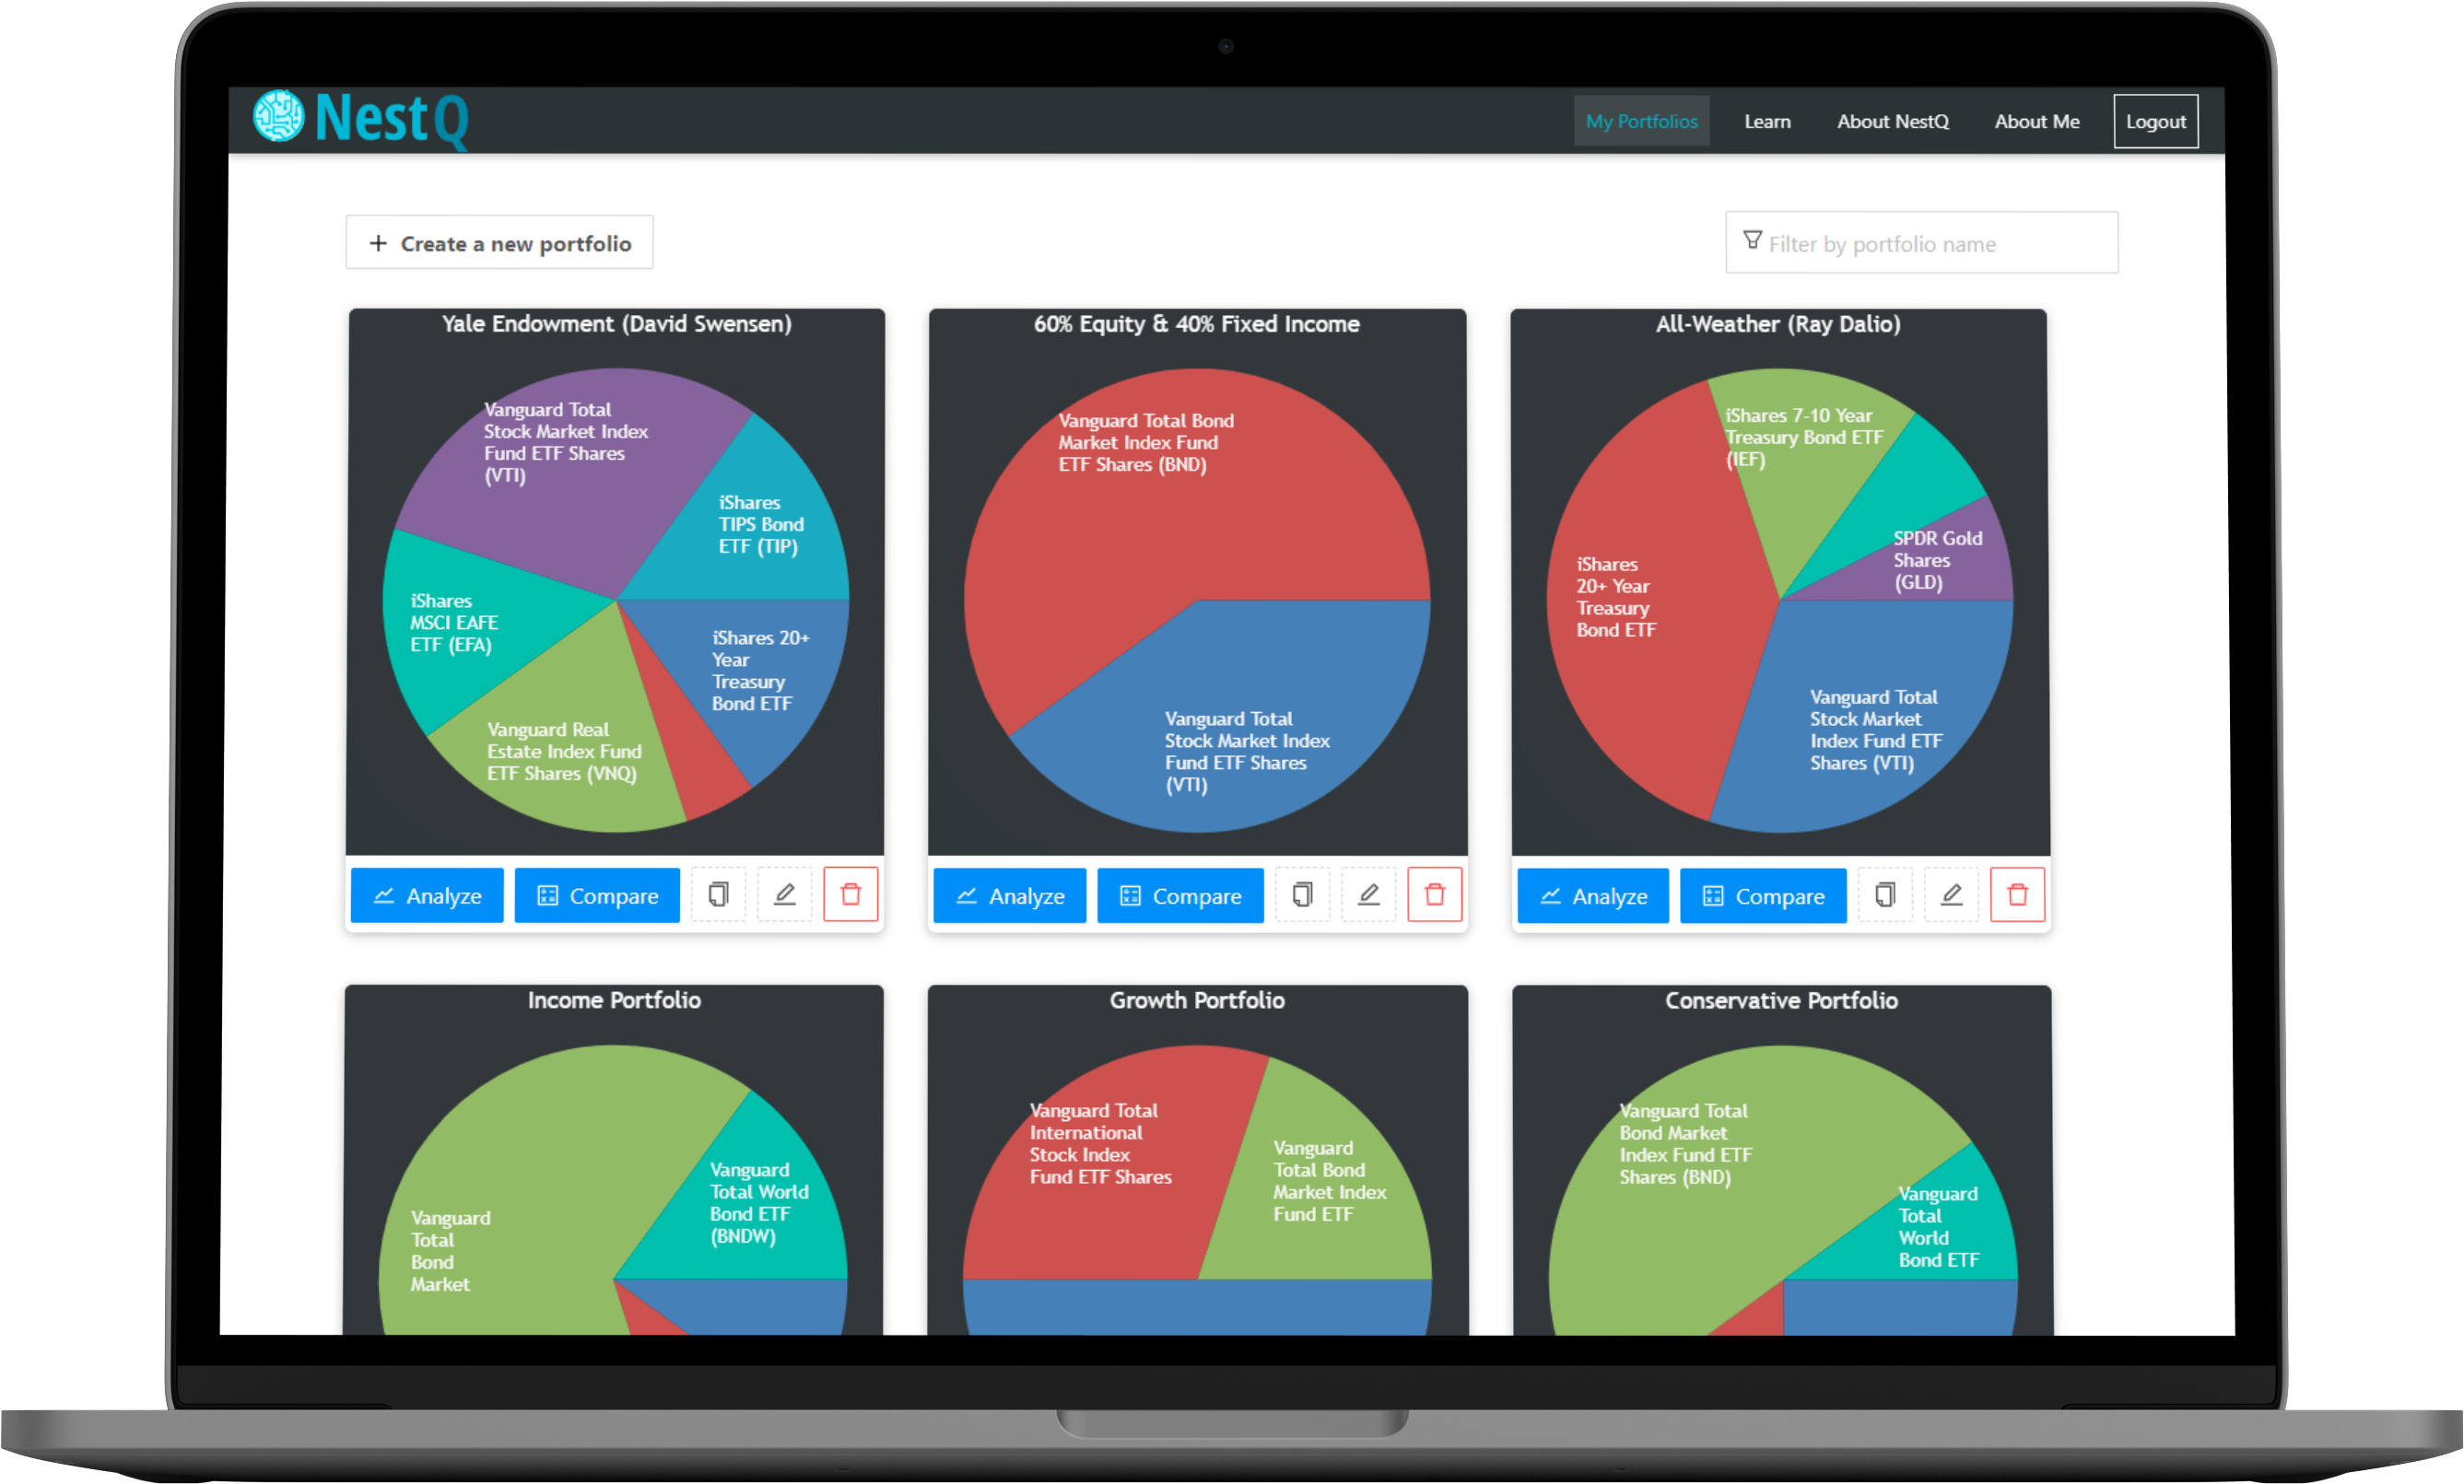 NestQ
My Portfolios
Learn
About NestQ
About Me
Logout
+ Create a new portfolio
Filter by portfolio name
Yale Endowment (David Swensen)
Vanguard Total
Stock Market Index
Fund ETF Shares
(VTI)
iShares
TIPS Bond
ETF (TIP)
iShares
MSCI EAFE
ETF (EFA)
iShares 20+
Year
Treasury
Bond ETF
Vanguard Real
Estate Index Fund
ETF Shares (VNQ)
Analyze
Compare
60% Equity & 40% Fixed Income
Vanguard Total Bond
Market Index Fund
ETF Shares (BND)
Vanguard Total
Stock Market Index
Fund ETF Shares
(VTI)
Analyze
Compare
All-Weather (Ray Dalio)
iShares 7-10 Year
Treasury Bond ETF
(IEF)
SPDR Gold
Shares
(GLD)
iShares
20+ Year
Treasury
Bond ETF
Vanguard Total
Stock Market
Index Fund ETF
Shares (VTI)
Analyze
Compare
Income Portfolio
Vanguard
Total World
Bond ETF
(BNDW)
Vanguard
Total
Bond
Market
Growth Portfolio
Vanguard Total
International
Stock Index
Fund ETF Shares
Vanguard
Total Bond
Market Index
Fund ETF
Conservative Portfolio
Vanguard Total
Bond Market
Index Fund ETF
Shares (BND)
Vanguard
Total
World
Bond ETF